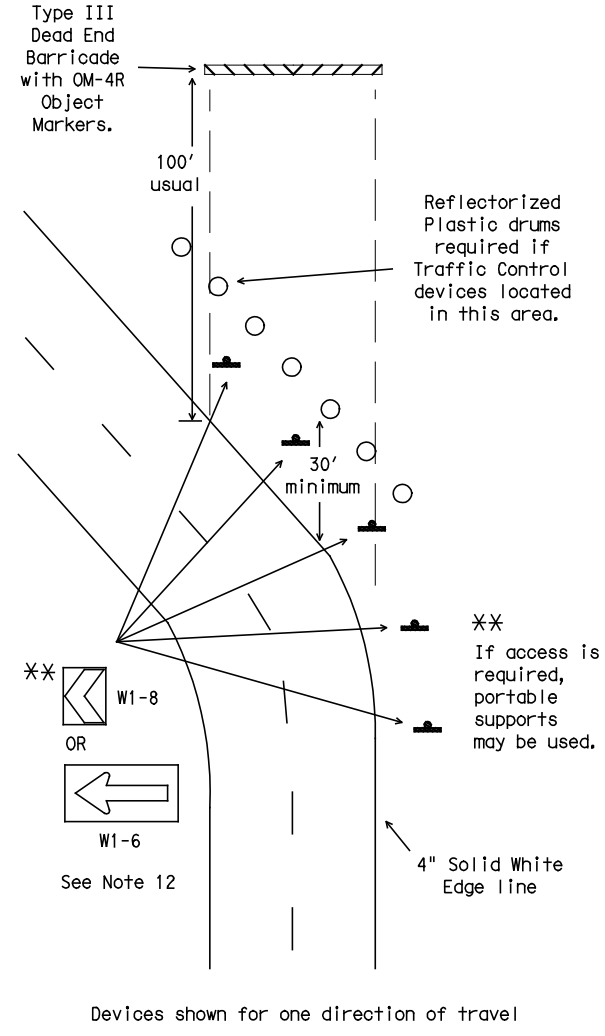 Type III
Dead End
Barricade
with OM-4R
Object
Markers.
100'
usual
Reflectorized
Plastic drums
required if
Traffic Control
devices located
in this area.
30'
minimum
**
If access is
required,
portable
supports
may be used.
**
W1-8
OR
W1-6
See Note 12
4" Solid White
Edge line
Devices shown for one direction of travel